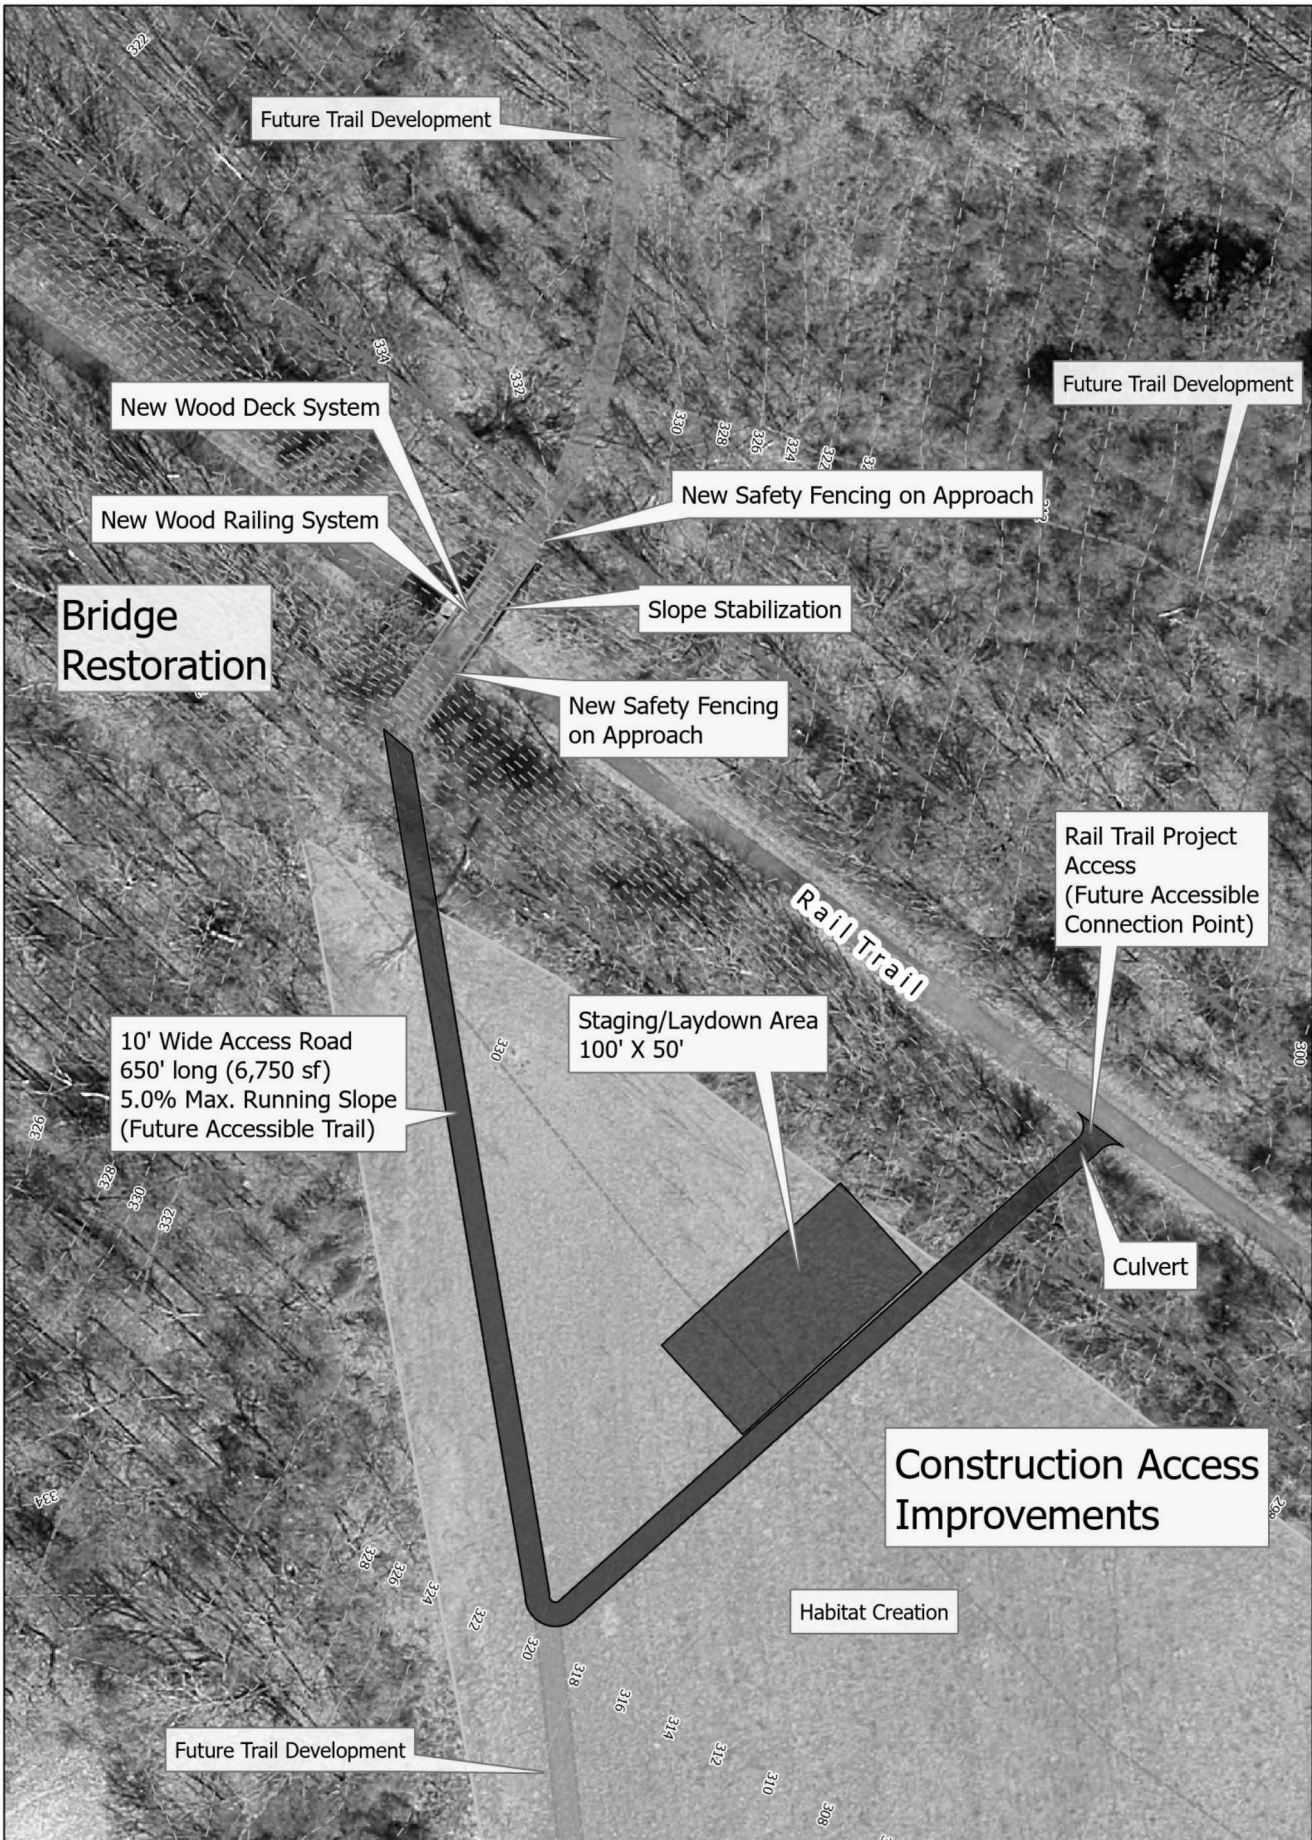 322
Future Trail Development
334
332
Future Trail Development
New Wood Deck System
330
328
326
324
322
New Safety Fencing on Approach
New Wood Railing System
Bridge
Restoration
Slope Stabilization
New Safety Fencing
on Approach
Rail Trail Project
Access
(Future Accessible
Connection Point)
Rail Trail
Staging/Laydown Area
100' X 50'
10' Wide Access Road
650' long (6,750 sf)
5.0% Max. Running Slope
(Future Accessible Trail)
330
300
326
328
330
332
Culvert
Construction Access
Improvements
334
298
328
326
324
322
320
318
316
314
312
310
308
Habitat Creation
Future Trail Development